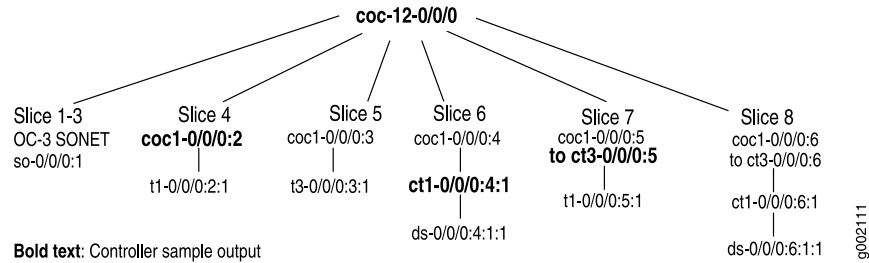 coc-12-0/0/0
Slice 1-3
OC-3 SONET
so-0/0/0:1
Slice 4
coc1-0/0/0:2
t1-0/0/0:2:1
Slice 5
coc1-0/0/0:3
t3-0/0/0:3:1
Slice 6
coc1-0/0/0:4
ct1-0/0/0:4:1
ds-0/0/0:4:1:1
Slice 7
coc1-0/0/0:5
to ct3-0/0/0:5
t1-0/0/0:5:1
Slice 8
coc1-0/0/0:6
to ct3-0/0/0:6
ct1-0/0/0:6:1
ds-0/0/0:6:1:1
Bold text: Controller sample output
g002111